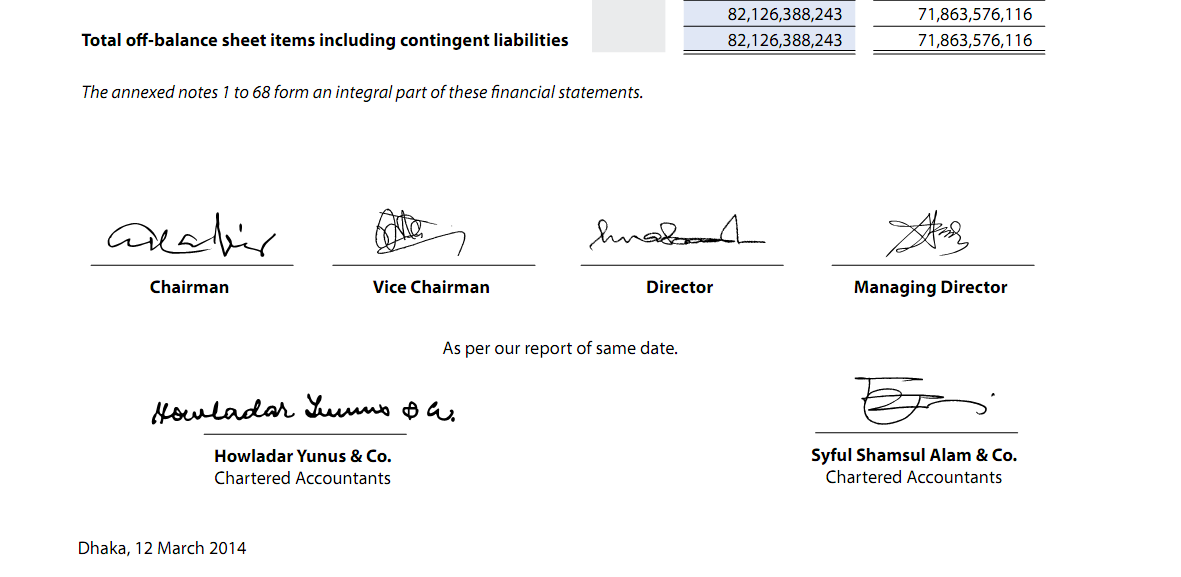 82,126,388,243 71,863,576,116
Total off-balance sheet items including contingent liabilities 82,126,388,243 71,863,576,116
The annexed notes 1 to 68 form an integral part of these financial statements.
Chairman Vice Chairman Director Managing Director
As per our report of same date.
Howladar Yunus & Co.
Howladar Yunus & Co. Syful Shamsul Alam & Co.
Chartered Accountants Chartered Accountants
Dhaka, 12 March 2014